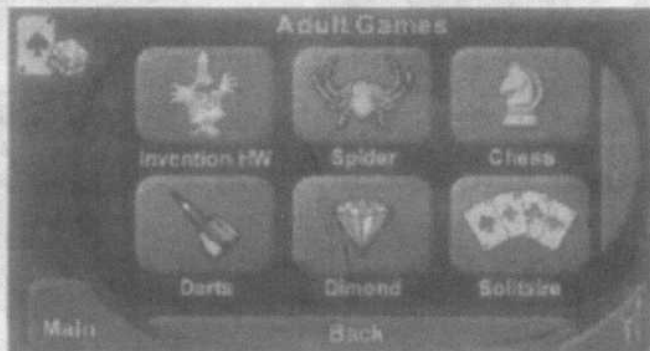 Adult Games
Invention HW Spider Chess
Darts Dimond Solitaire
Main Back